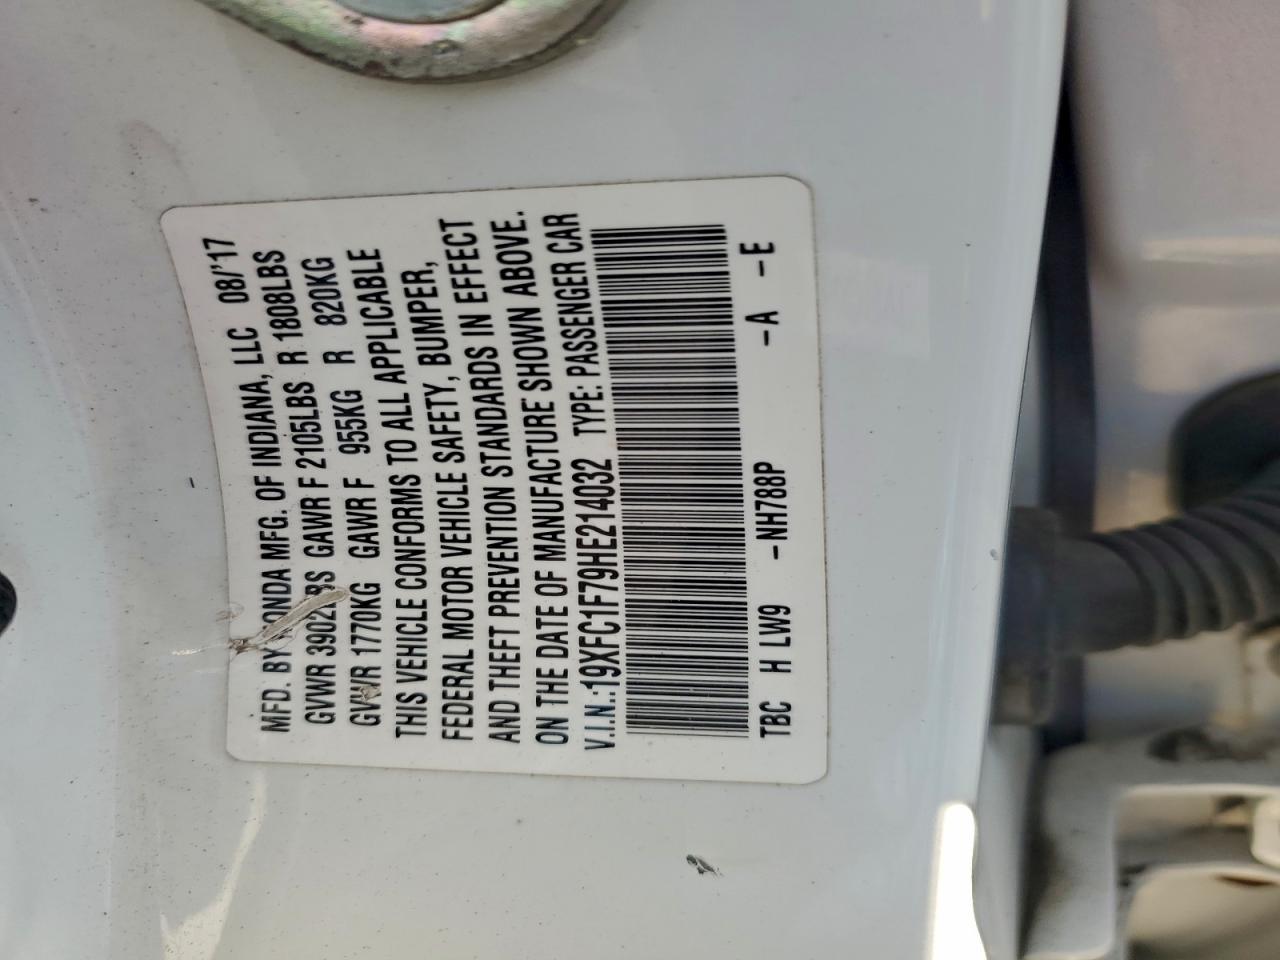 MFD. BY HONDA MFG. OF INDIANA, LLC 08/'17
GVWR 3902LBS GAWR F 2105LBS R 1808LBS
GVWR 1770KG GAWR F 955KG R 820KG
THIS VEHICLE CONFORMS TO ALL APPLICABLE
FEDERAL MOTOR VEHICLE SAFETY, BUMPER,
AND THEFT PREVENTION STANDARDS IN EFFECT
ON THE DATE OF MANUFACTURE SHOWN ABOVE.
V.I.N.:19XFC1F79HE214032 TYPE: PASSENGER CAR
TBC H LW9 -NH788P -A -E